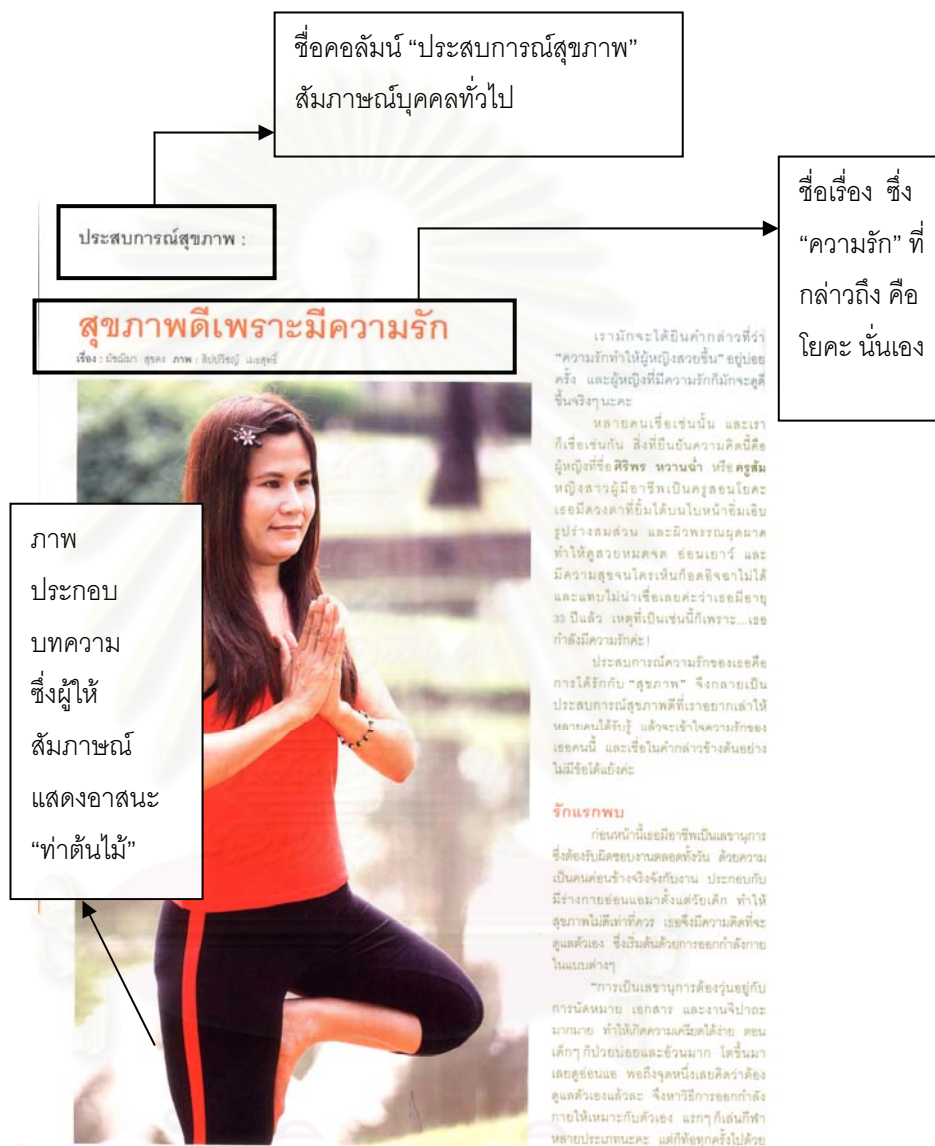 ชื่อคอลัมน์ “ประสบการณ์สุขภาพ”
สัมภาษณ์บุคคลทั่วไป
ชื่อเรื่อง ซึ่ง
“ความรัก” ที่
กล่าวถึง คือ
โยคะ นั่นเอง
ประสบการณ์สุขภาพ :
สุขภาพดีเพราะมีความรัก
เรื่อง : มัชฌิมา สุขคง ภาพ :
ภาพ
ประกอบ
บทความ
ซึ่งผู้ให้
สัมภาษณ์
แสดงอาสนะ
“ท่าต้นไม้”
เรามักจะได้ยินคำกล่าวที่ว่า
“ความรักทำให้ผู้หญิงสวยขึ้น” อยู่บ่อย
ครั้ง และผู้หญิงที่มีความรักก็มักจะดูดี
ขึ้นจริงๆ นะคะ
หลายคนเชื่อเช่นนั้น และเรา
ก็เชื่อเช่นกัน สิ่งที่ยืนยันความคิดนี้คือ
ผู้หญิงที่ชื่อ ศิริพร หวานฉ่ำ หรือ ครูส้ม
หญิงสาวผู้มีอาชีพเป็นครูสอนโยคะ
เธอมีดวงตาที่ยิ้มได้บนใบหน้าอิ่มเอิบ
รูปร่างสมส่วน และผิวพรรณผุดผาด
ทำให้ดูสวยหมดจด อ่อนเยาว์ และ
มีความสุขจนใครเห็นก็อดอิจฉาไม่ได้
และแทบไม่น่าเชื่อเลยค่ะว่าเธอมีอายุ
33 ปีแล้ว เหตุที่เป็นเช่นนี้ก็เพราะ...เธอ
กำลังมีความรักค่ะ!
ประสบการณ์ความรักของเธอคือ
การได้รักกับ “สุขภาพ” จึงกลายเป็น
ประสบการณ์สุขภาพดีที่เราอยากเล่าให้
หลายคนได้รับรู้ แล้วจะเข้าใจความรักของ
เธอคนนี้ และเชื่อในคำกล่าวข้างต้นอย่าง
ไม่มีข้อโต้แย้งค่ะ
รักแรกพบ
ก่อนหน้านี้เธอมีอาชีพเป็นเลขานุการ
ซึ่งต้องรับผิดชอบงานตลอดทั้งวัน ด้วยความ
เป็นคนค่อนข้างจริงจังกับงาน ประกอบกับ
มีร่างกายอ่อนแอมาตั้งแต่วัยเด็ก ทำให้
สุขภาพไม่ดีเท่าที่ควร เธอจึงมีความคิดที่จะ
ดูแลตัวเอง ซึ่งเริ่มต้นด้วยการออกกำลังกาย
ในแบบต่างๆ
“การเป็นเลขานุการต้องวุ่นอยู่กับ
การนัดหมาย เอกสาร และงานจิปาถะ
มากมาย ทำให้เกิดความเครียดได้ง่าย ตอน
เด็กๆ ก็ป่วยบ่อยและอ้วนมาก โตขึ้นมา
เลยดูอ่อนแอ พอถึงจุดหนึ่งเลยคิดว่าต้อง
ดูแลตัวเองแล้วละ จึงหาวิธีการออกกำลัง
กายให้เหมาะกับตัวเอง แรกๆ ก็เล่นกีฬา
หลายประเภทนะคะ แต่ก็ท้อทุกครั้งไปด้วย